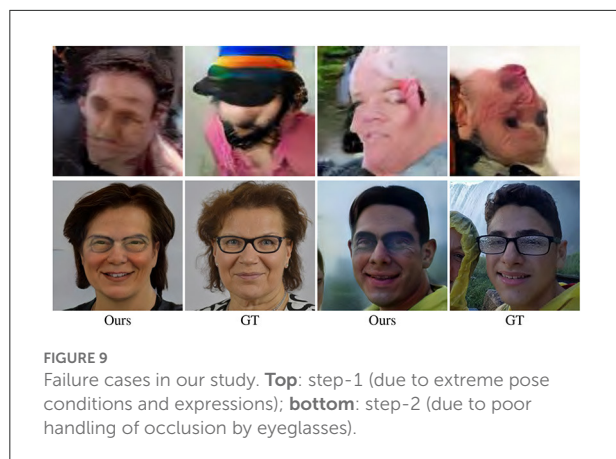 Ours GT Ours GT
FIGURE 9
Failure cases in our study. Top: step-1 (due to extreme pose
conditions and expressions); bottom: step-2 (due to poor
handling of occlusion by eyeglasses).